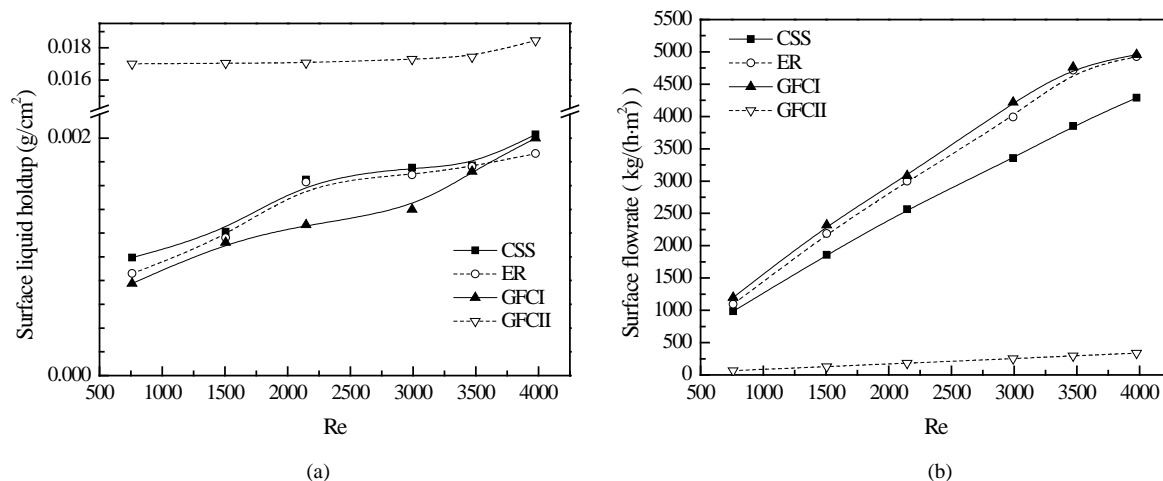 0.018
0.016
0.002
0.000
Surface liquid holdup (g/cm²)
CSS
ER
GFCI
GFCII
500 1000 1500 2000 2500 3000 3500 4000
Re
(a)
5000
4500
4000
3500
3000
2500
2000
1500
1000
500
0
Surface flowrate ( kg/(h·m²) )
CSS
ER
GFCI
GFCII
500 1000 1500 2000 2500 3000 3500 4000
Re
(b)